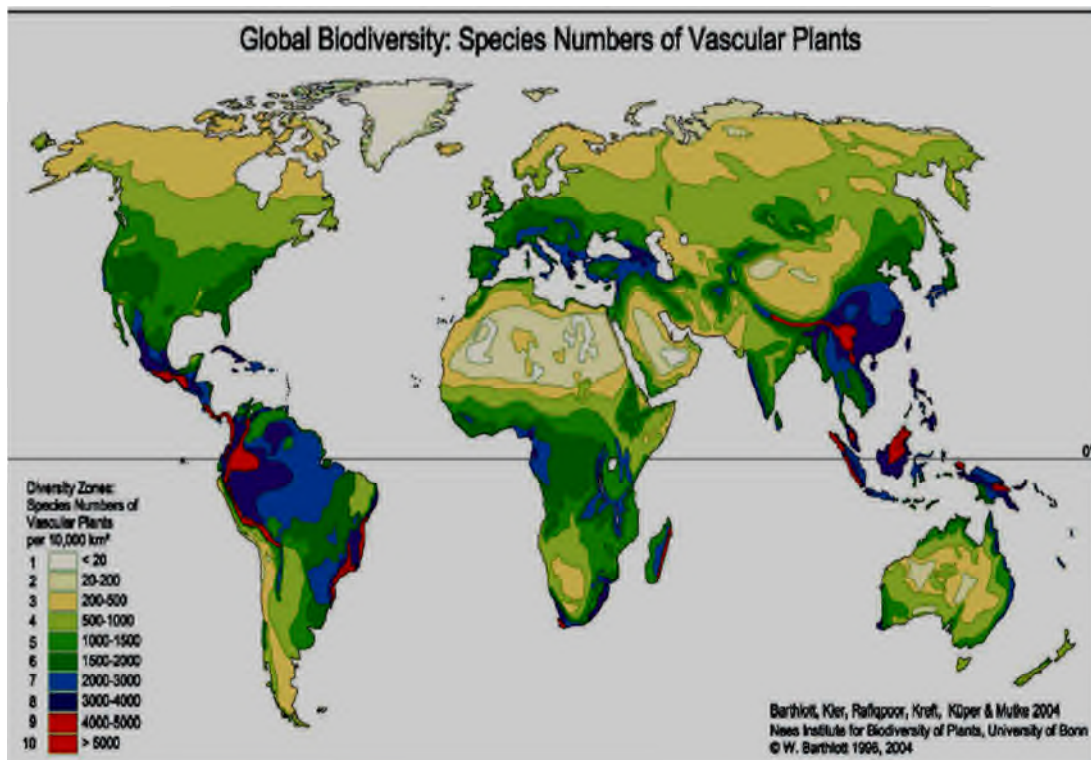 Global Biodiversity: Species Numbers of Vascular Plants
0°
Diversity Zones:
Species Numbers of
Vascular Plants
per 10,000 km²
1 < 20
2 20-200
3 200-500
4 500-1000
5 1000-1500
6 1500-2000
7 2000-3000
8 3000-4000
9 4000-5000
10 > 5000
Barthlott, Kier, Rafiqpoor, Kreft, Küper & Mutke 2004
Nees Institute for Biodiversity of Plants, University of Bonn
© W. Barthlott 1996, 2004